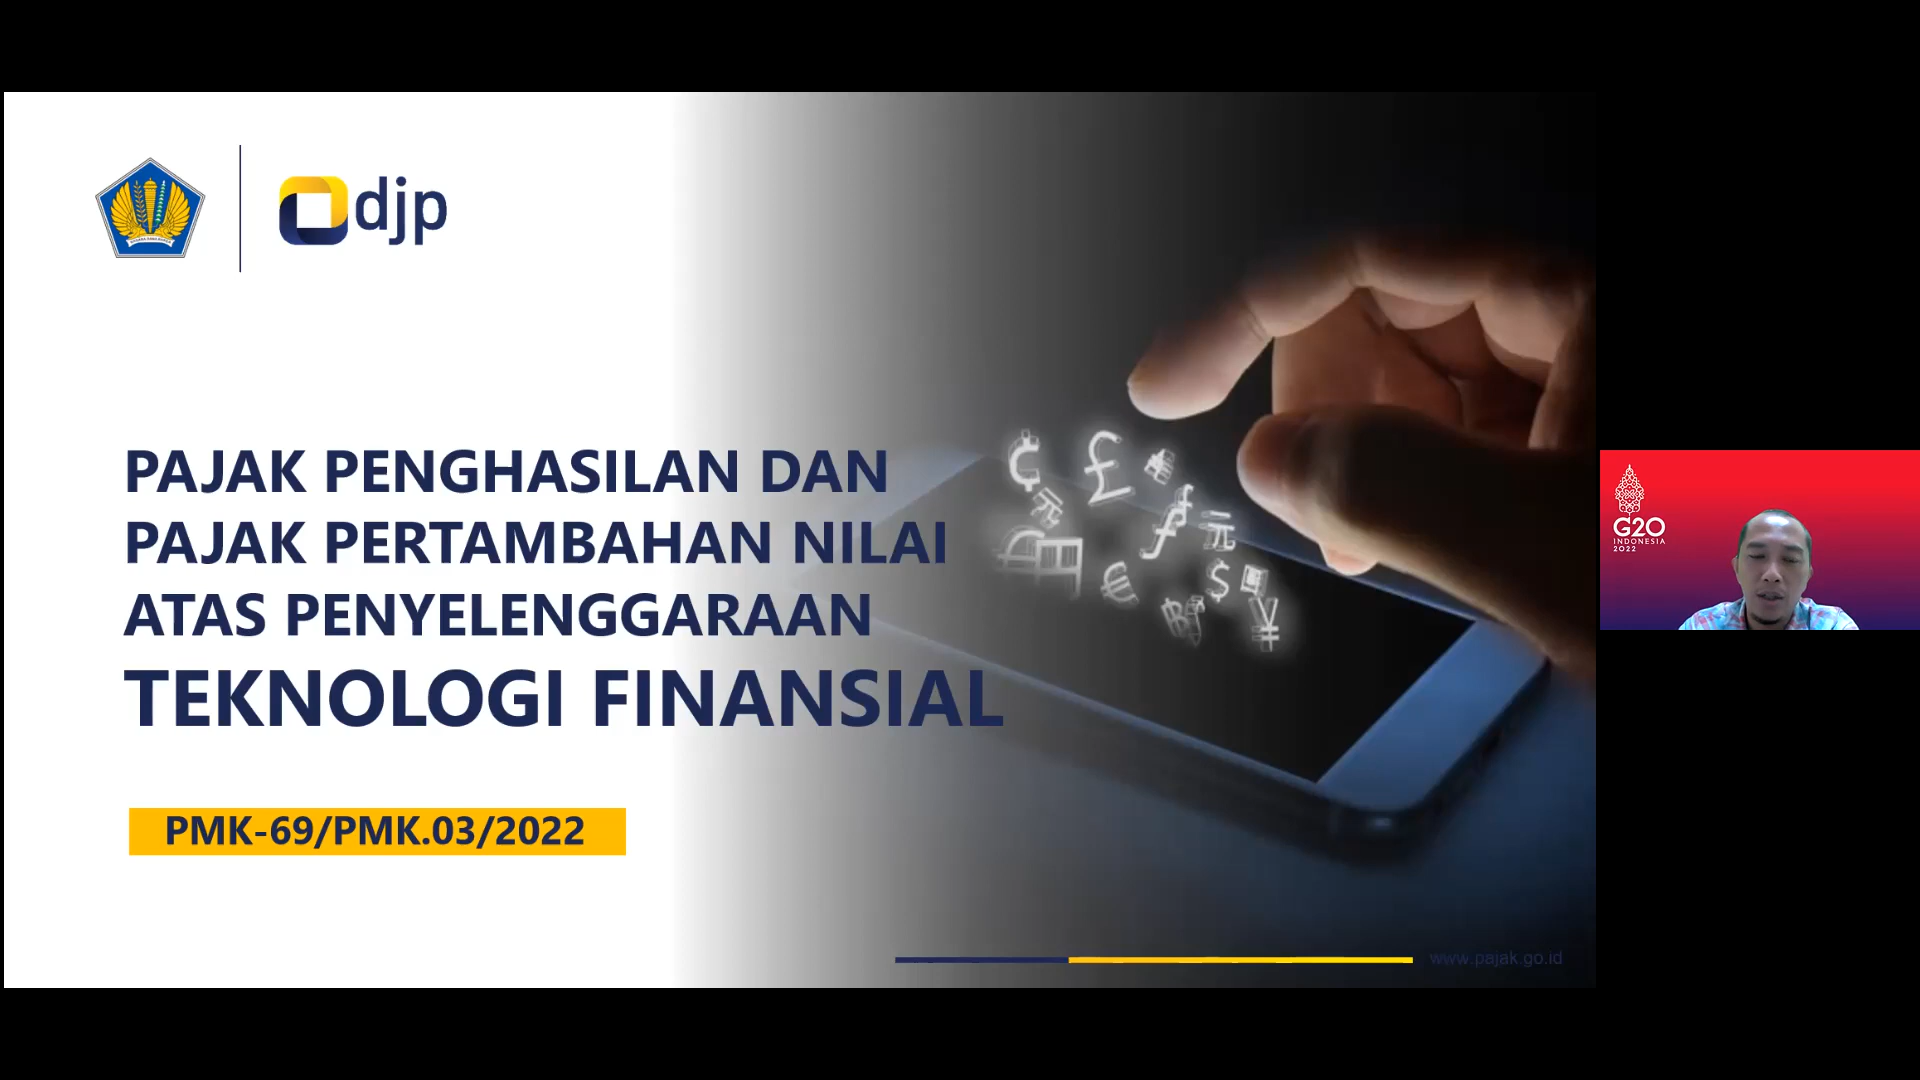 djp
PAJAK PENGHASILAN DAN
PAJAK PERTAMBAHAN NILAI
ATAS PENYELENGGARAAN
TEKNOLOGI FINANSIAL
PMK-69/PMK.03/2022
www.pajak.go.id
G20
INDONESIA
2022